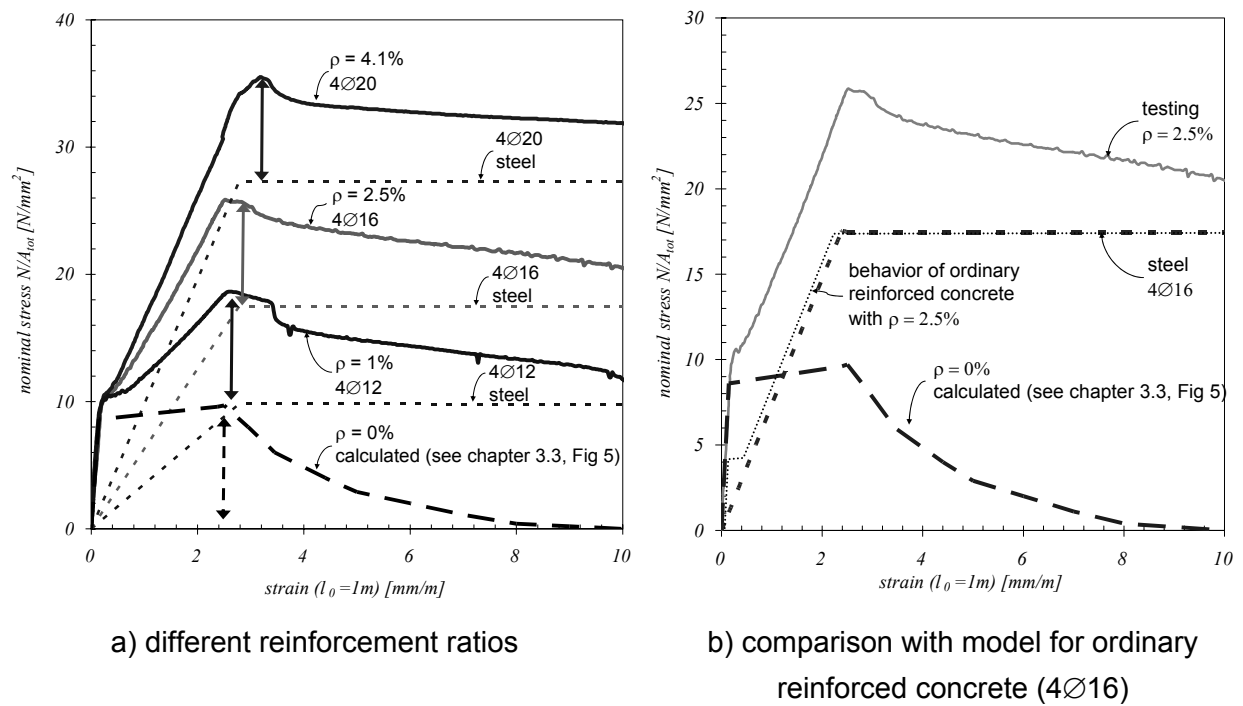 nominal stress N/A_tot [N/mm²]
40
30
20
10
0
ρ = 4.1%
4∅20
4∅20
steel
ρ = 2.5%
4∅16
4∅16
steel
ρ = 1%
4∅12
4∅12
steel
ρ = 0%
calculated (see chapter 3.3, Fig 5)
0 2 4 6 8 10
strain (l₀ =1m) [mm/m]
a) different reinforcement ratios
nominal stress N/A_tot [N/mm²]
30
25
20
15
10
5
0
testing
ρ = 2.5%
behavior of ordinary
reinforced concrete
with ρ = 2.5%
steel
4∅16
ρ = 0%
calculated (see chapter 3.3, Fig 5)
0 2 4 6 8 10
strain (l₀ =1m) [mm/m]
b) comparison with model for ordinary
reinforced concrete (4∅16)